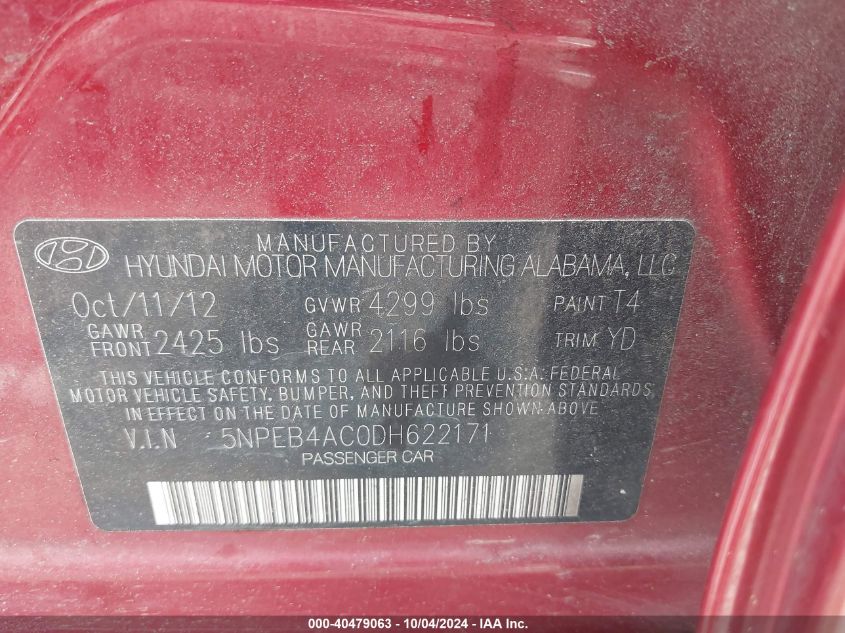 MANUFACTURED BY
HYUNDAI MOTOR MANUFACTURING ALABAMA, LLC
Oct/11/12 GVWR 4299 lbs PAINT T4
GAWR FRONT 2425 lbs GAWR REAR 2116 lbs TRIM YD
THIS VEHICLE CONFORMS TO ALL APPLICABLE U.S.A. FEDERAL
MOTOR VEHICLE SAFETY, BUMPER, AND THEFT PREVENTION STANDARDS
IN EFFECT ON THE DATE OF MANUFACTURE SHOWN ABOVE
V.I.N 5NPEB4AC0DH622171
PASSENGER CAR
000-40479063 - 10/04/2024 - IAA Inc.